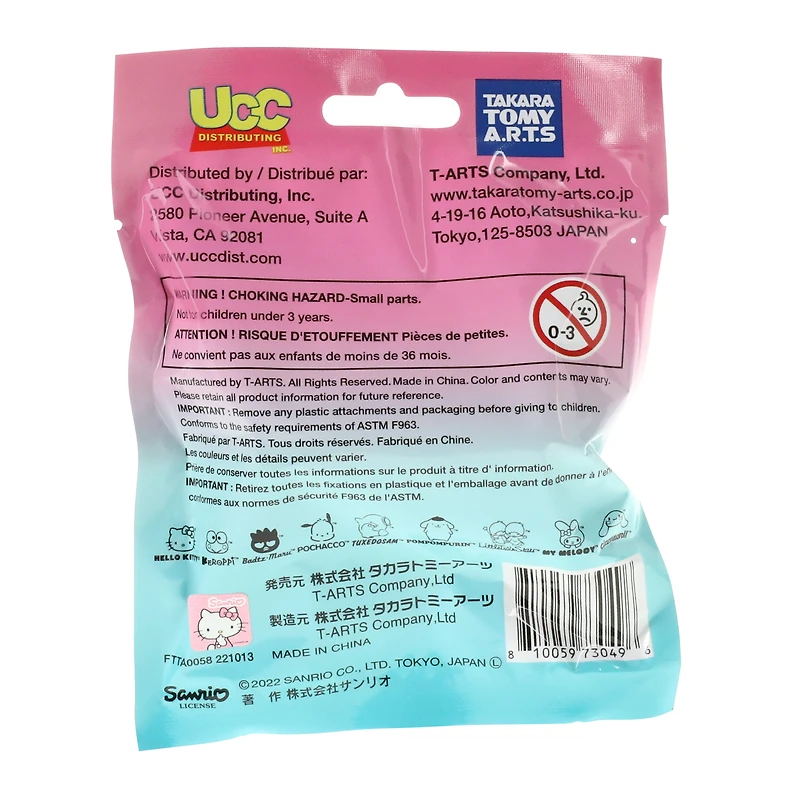 UCC
DISTRIBUTING
INC.
TAKARA
TOMY
A.R.T.S
Distributed by / Distribué par:
UCC Distributing, Inc.
2580 Pioneer Avenue, Suite A
Vista, CA 92081
www.uccdist.com
T-ARTS Company, Ltd.
www.takaratomy-arts.co.jp
4-19-16 Aoto,Katsushika-ku.
Tokyo,125-8503 JAPAN
WARNING ! CHOKING HAZARD-Small parts.
Not for children under 3 years.
ATTENTION ! RISQUE D'ETOUFFEMENT Pièces de petites.
Ne convient pas aux enfants de moins de 36 mois.
0-3
Manufactured by T-ARTS. All Rights Reserved. Made in China. Color and contents may vary.
Please retain all product information for future reference.
IMPORTANT : Remove any plastic attachments and packaging before giving to children.
Conforms to the safety requirements of ASTM F963.
Fabriqué par T-ARTS. Tous droits réservés. Fabriqué en Chine.
Les couleurs et les détails peuvent varier.
Prière de conserver toutes les informations sur le produit à titre d' information.
IMPORTANT : Retirez toutes les fixations en plastique et l'emballage avant de donner à l'en
conformes aux normes de sécurité F963 de l'ASTM.
HELLO KITTY KEROPPI Badtz-Maru POCHACCO TUXEDOSAM POMPOMPURIN LittleTwinStars MY MELODY Cinnamoroll
発売元 株式会社 タカラトミーアーツ
T-ARTS Company,Ltd
製造元 株式会社 タカラトミーアーツ
T-ARTS Company,Ltd
MADE IN CHINA
Sanrio
FTTA0058 221013
8 10059 73049 6
Sanrio
LICENSE
©2022 SANRIO CO., LTD. TOKYO, JAPAN Ⓛ
著 作 株式会社サンリオ